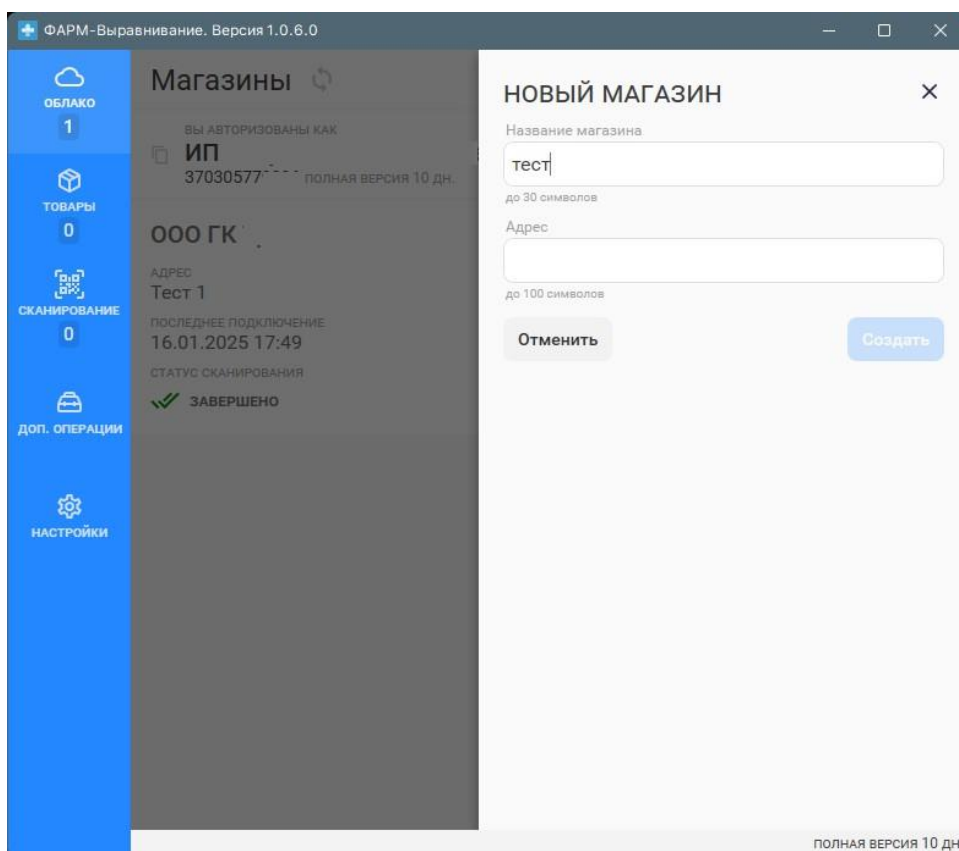 ФАРМ-Выравнивание. Версия 1.0.6.0
ОБЛАКО
1
ТОВАРЫ
0
СКАНИРОВАНИЕ
0
ДОП. ОПЕРАЦИИ
НАСТРОЙКИ
Магазины
ВЫ АВТОРИЗОВАНЫ КАК
ИП
37030577 ПОЛНАЯ ВЕРСИЯ 10 ДН.
ООО ГК
АДРЕС
Тест 1
ПОСЛЕДНЕЕ ПОДКЛЮЧЕНИЕ
16.01.2025 17:49
СТАТУС СКАНИРОВАНИЯ
ЗАВЕРШЕНО
НОВЫЙ МАГАЗИН
Название магазина
тест
до 30 символов
Адрес
до 100 символов
Отменить Создать
ПОЛНАЯ ВЕРСИЯ 10 ДН